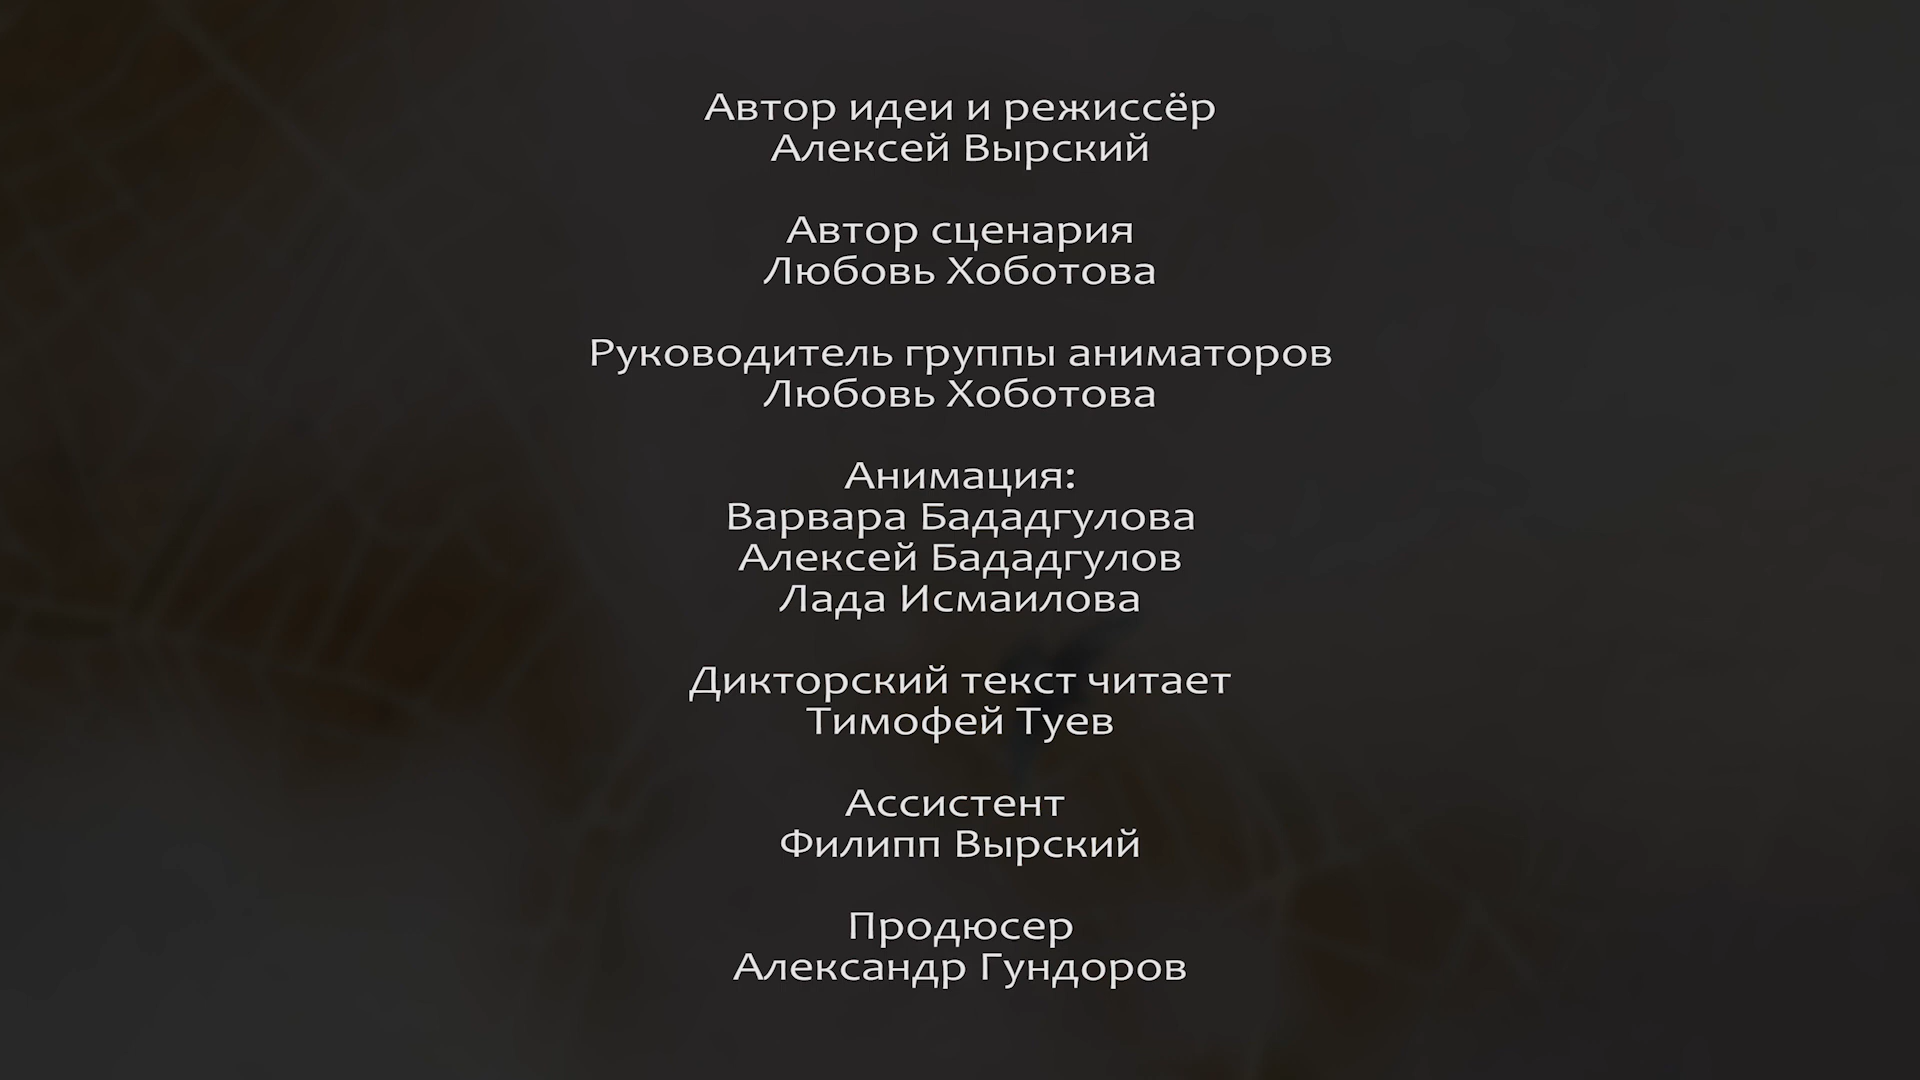 Автор идеи и режиссёр
Алексей Вырский
Автор сценария
Любовь Хоботова
Руководитель группы аниматоров
Любовь Хоботова
Анимация:
Варвара Бададгулова
Алексей Бададгулов
Лада Исмаилова
Дикторский текст читает
Тимофей Туев
Ассистент
Филипп Вырский
Продюсер
Александр Гундоров